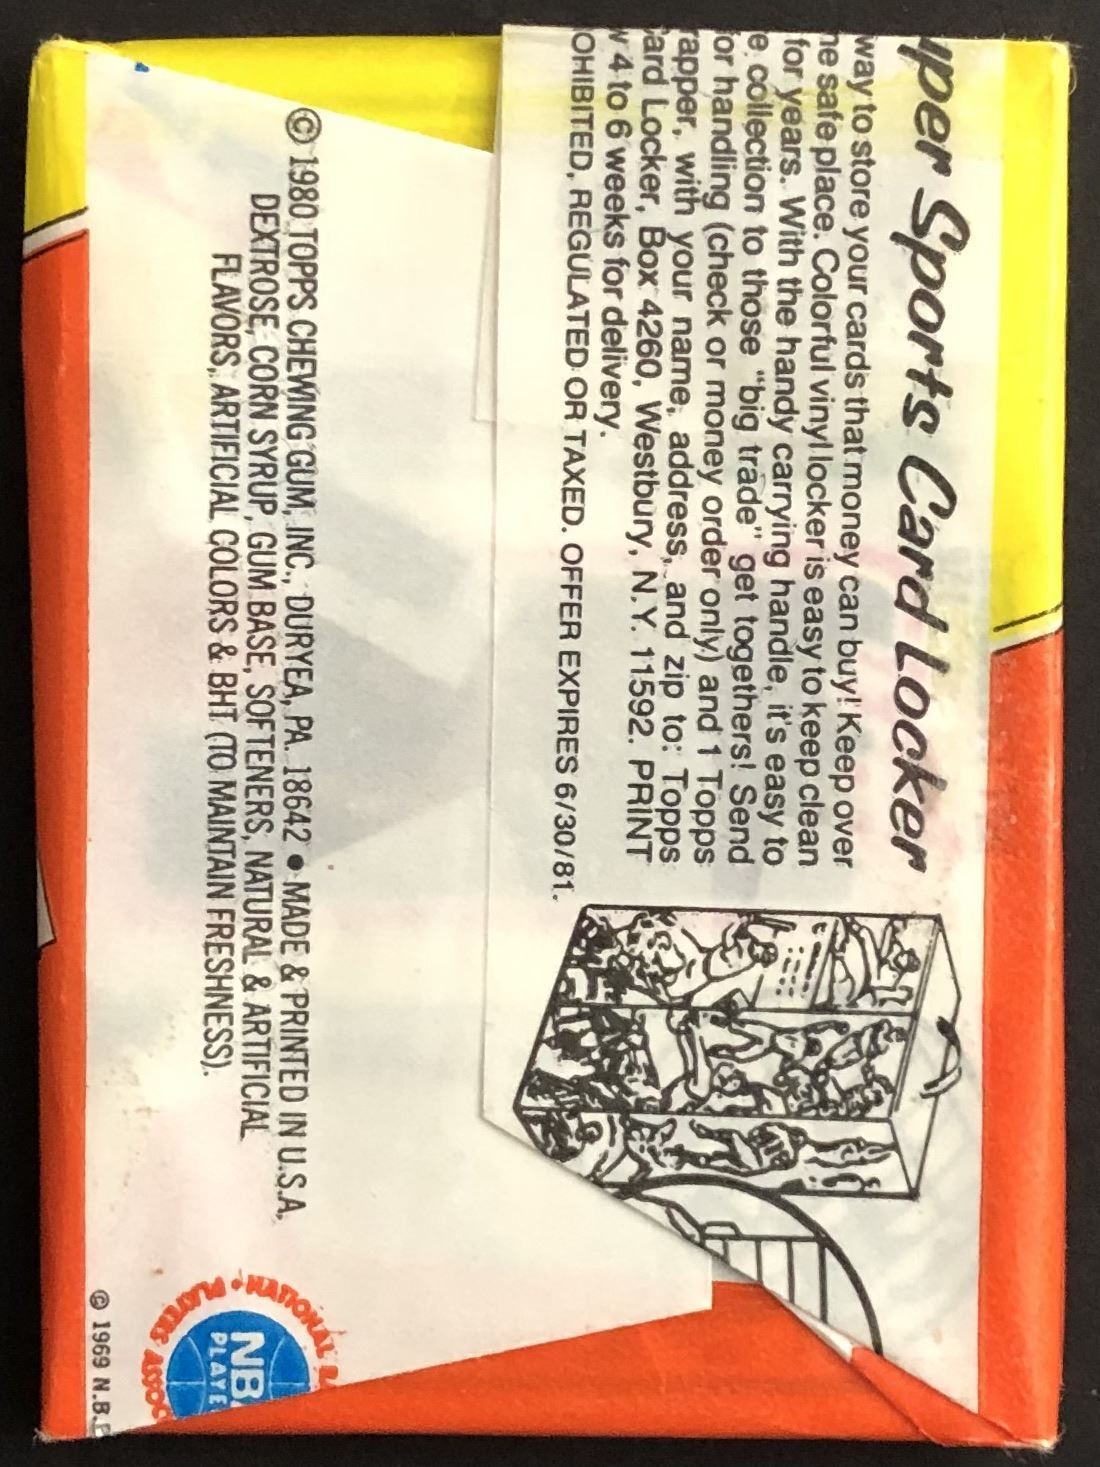 uper Sports Card Locker
way to store your cards that money can buy! Keep over
ne safe place. Colorful vinyl locker is easy to keep clean
for years. With the handy carrying handle, it's easy to
e collection to those "big trade" get togethers! Send
or handling (check or money order only) and 1 Topps
rapper, with your name, address, and zip to: Topps
ard Locker, Box 4260, Westbury, N.Y. 11592. PRINT
w 4 to 6 weeks for delivery.
OHIBITED, REGULATED OR TAXED. OFFER EXPIRES 6/30/81.
© 1980 TOPPS CHEWING GUM, INC., DURYEA, PA. 18642 ● MADE & PRINTED IN U.S.A.
DEXTROSE, CORN SYRUP, GUM BASE, SOFTENERS, NATURAL & ARTIFICIAL
FLAVORS, ARTIFICIAL COLORS & BHT (TO MAINTAIN FRESHNESS).
NATIONAL B
PLAYERS ASSOC
NBA
PLAYE
© 1969 N.B.P